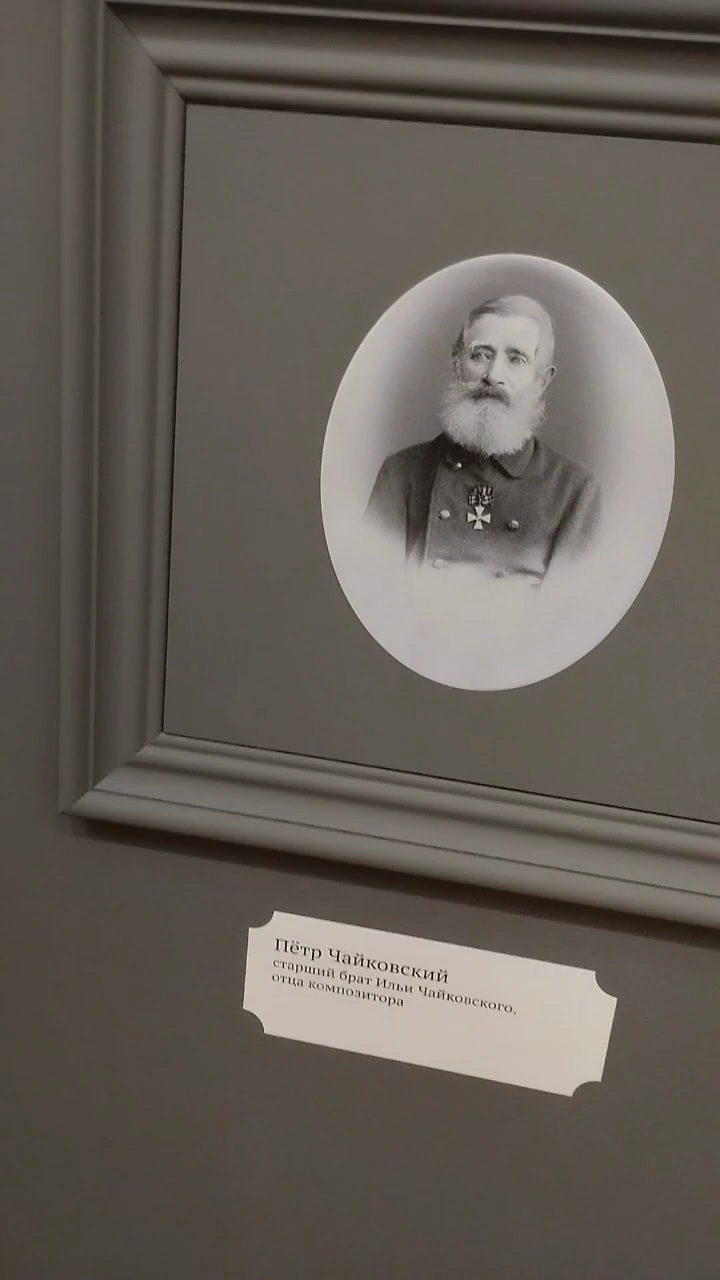 Пётр Чайковский
старший брат Ильи Чайковского,
отца композитора